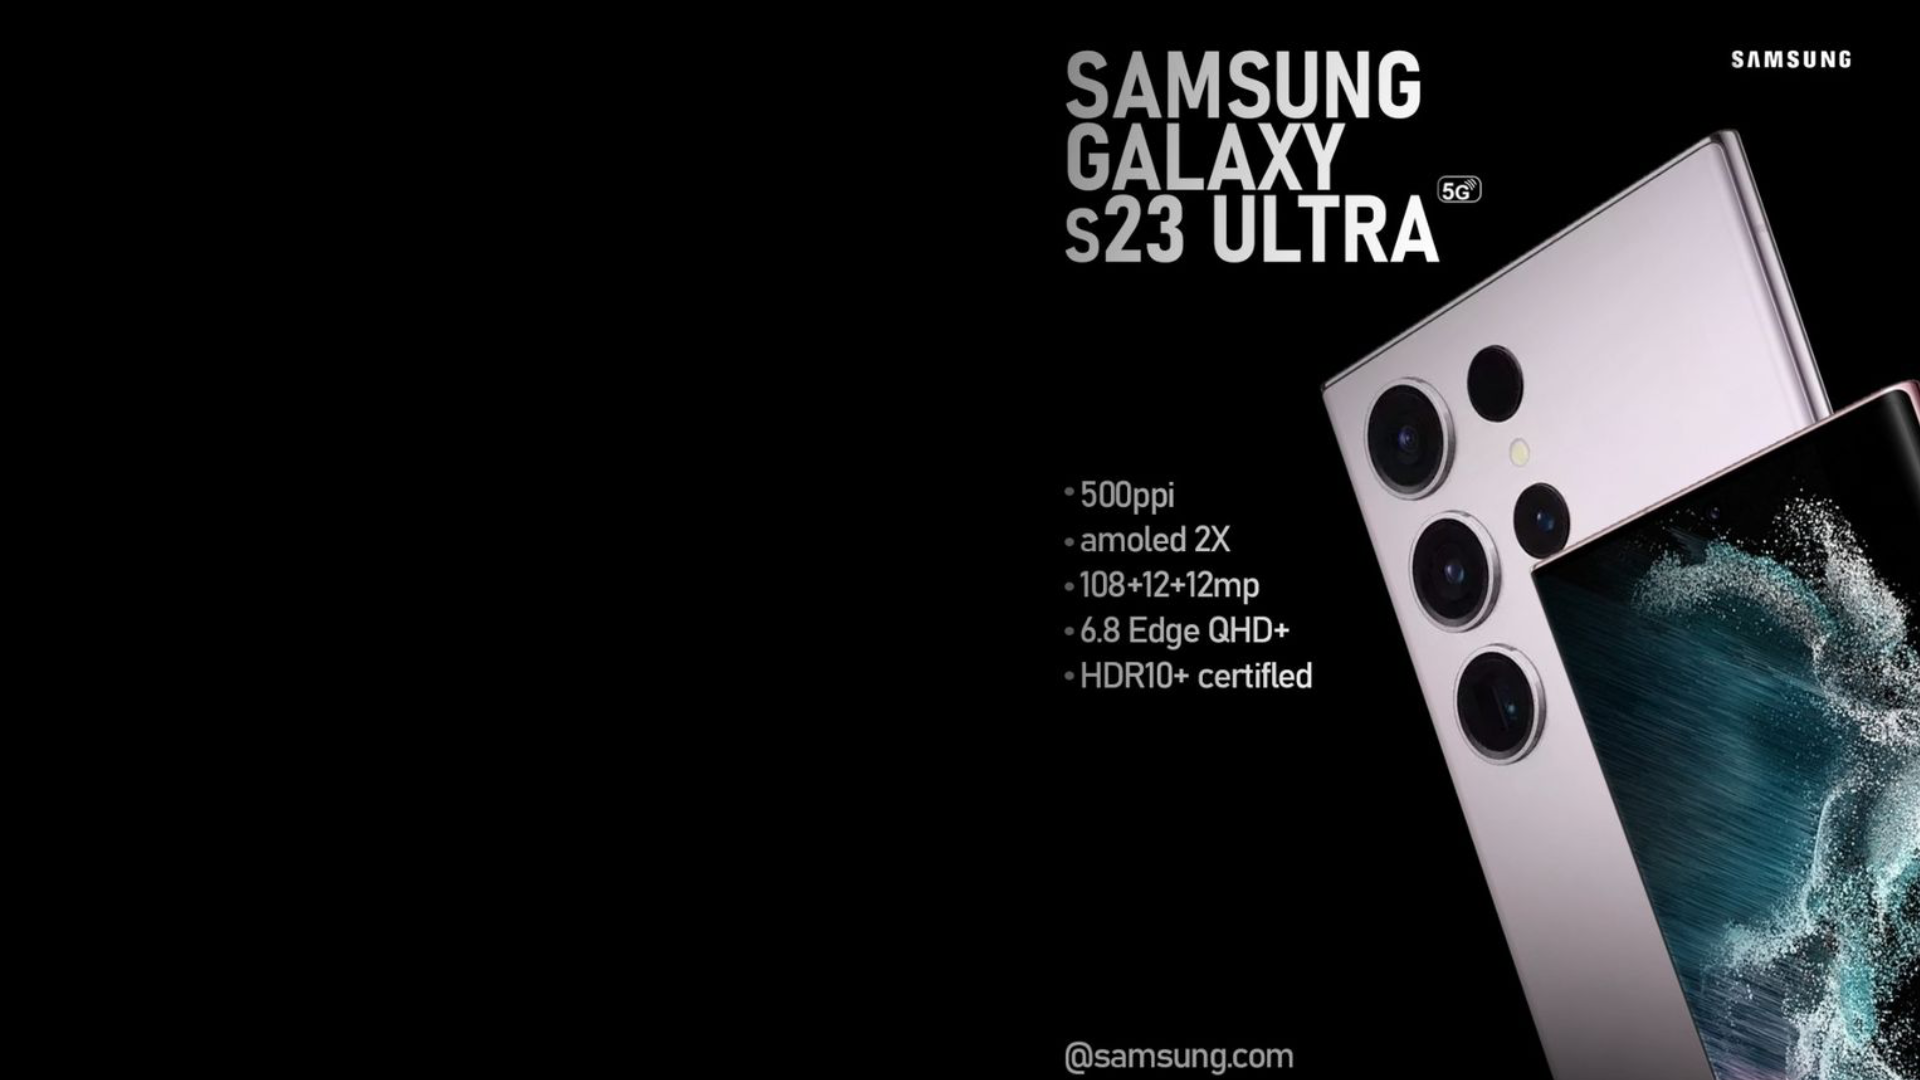 SAMSUNG
GALAXY
s23 ULTRA
5G
SAMSUNG
• 500ppi
• amoled 2X
• 108+12+12mp
• 6.8 Edge QHD+
• HDR10+ certifled
@samsung.com